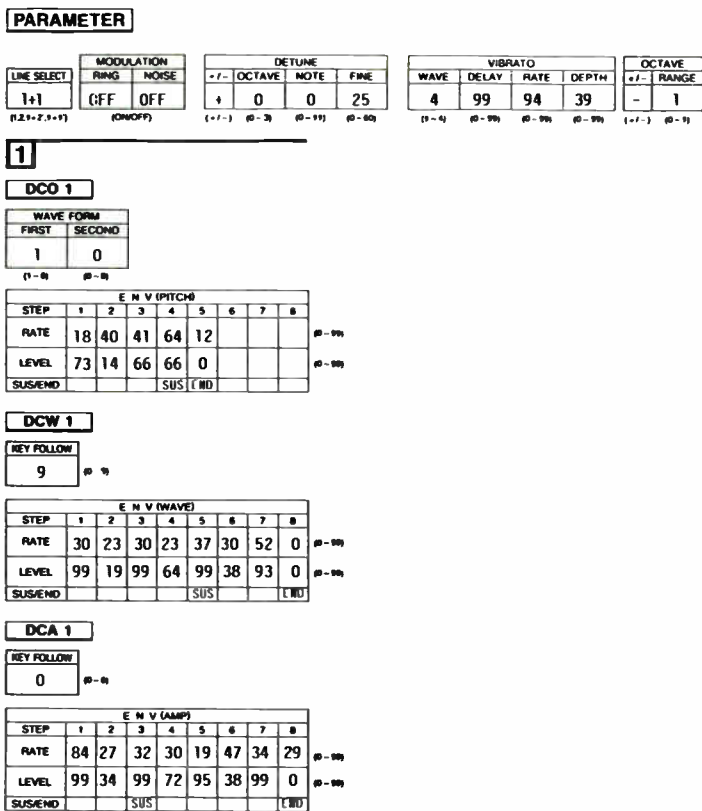 PARAMETER
MODULATION DETUNE VIBRATO OCTAVE
LINE SELECT RING NOISE +/- OCTAVE NOTE FINE WAVE DELAY RATE DEPTH +/- RANGE
1+1 OFF OFF + 0 0 25 4 99 94 39 - 1
(ON/OFF) (+/-) (0~3) (0~11) (0~60) (1~4) (0~99) (0~99) (0~99) (+/-) (0~1)
1
DCO 1
WAVE FORM
FIRST SECOND
1 0
(1~8) (0~8)
E N V (PITCH)
STEP 1 2 3 4 5 6 7 8
RATE 18 40 41 64 12 (0~99)
LEVEL 73 14 66 66 0 (0~99)
SUS/END SUS END
DCW 1
KEY FOLLOW
9 (0 9)
E N V (WAVE)
STEP 1 2 3 4 5 6 7 8
RATE 30 23 30 23 37 30 52 0 (0~99)
LEVEL 99 19 99 64 99 38 93 0 (0~99)
SUS/END SUS END
DCA 1
KEY FOLLOW
0 (0~9)
E N V (AMP)
STEP 1 2 3 4 5 6 7 8
RATE 84 27 32 30 19 47 34 29 (0~99)
LEVEL 99 34 99 72 95 38 99 0 (0~99)
SUS/END SUS END